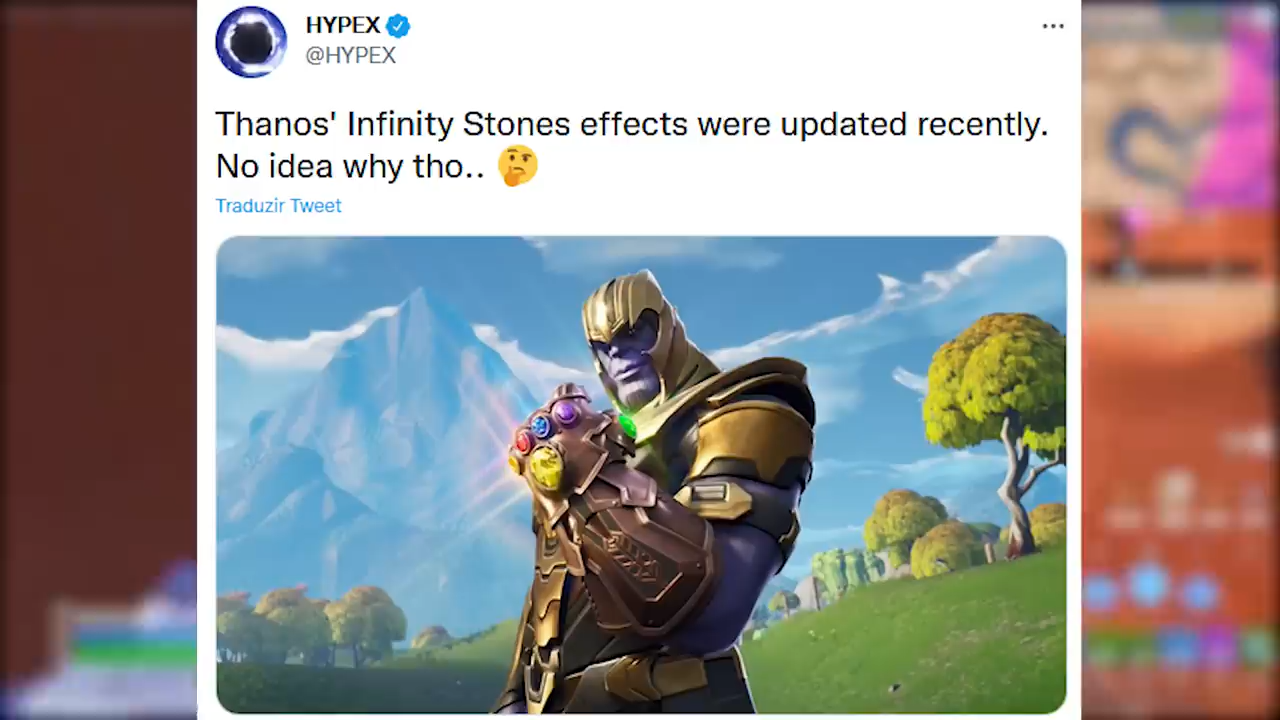 HYPEX
@HYPEX
Thanos' Infinity Stones effects were updated recently.
No idea why tho.. 🤔
Traduzir Tweet